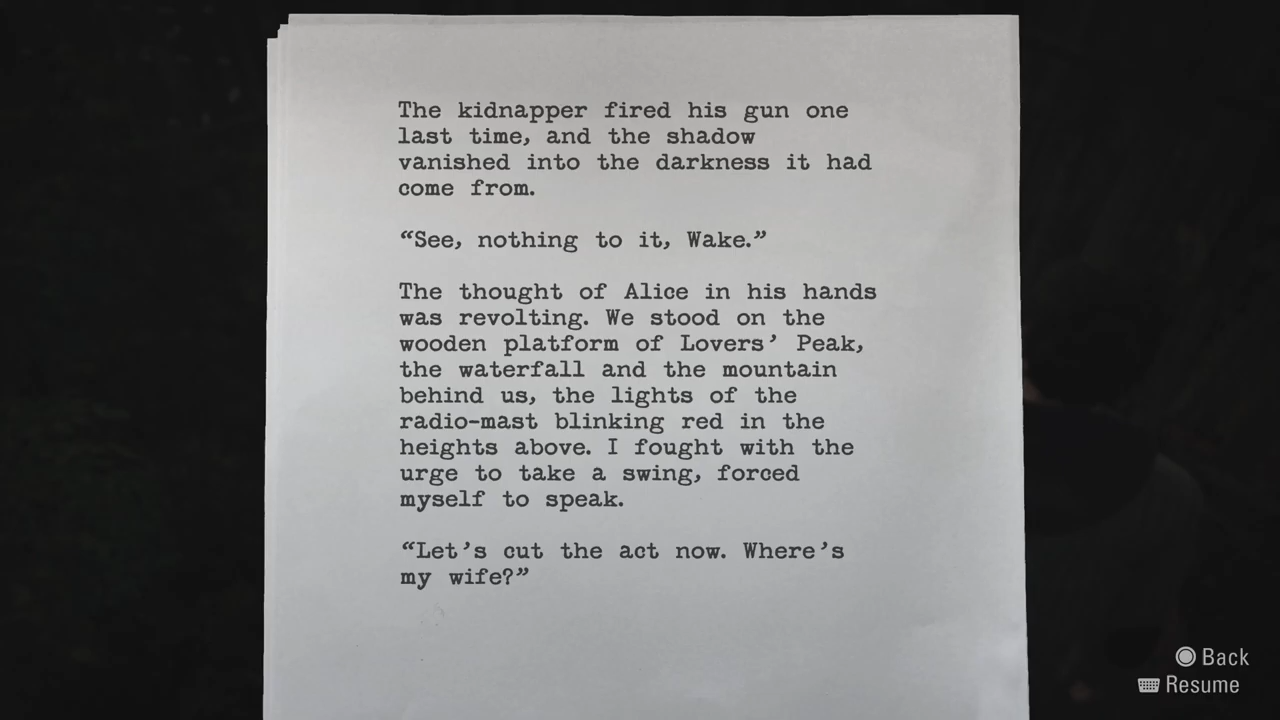 The kidnapper fired his gun one
last time, and the shadow
vanished into the darkness it had
come from.
“See, nothing to it, Wake.”
The thought of Alice in his hands
was revolting. We stood on the
wooden platform of Lovers’ Peak,
the waterfall and the mountain
behind us, the lights of the
radio-mast blinking red in the
heights above. I fought with the
urge to take a swing, forced
myself to speak.
“Let’s cut the act now. Where’s
my wife?”
Back
Resume